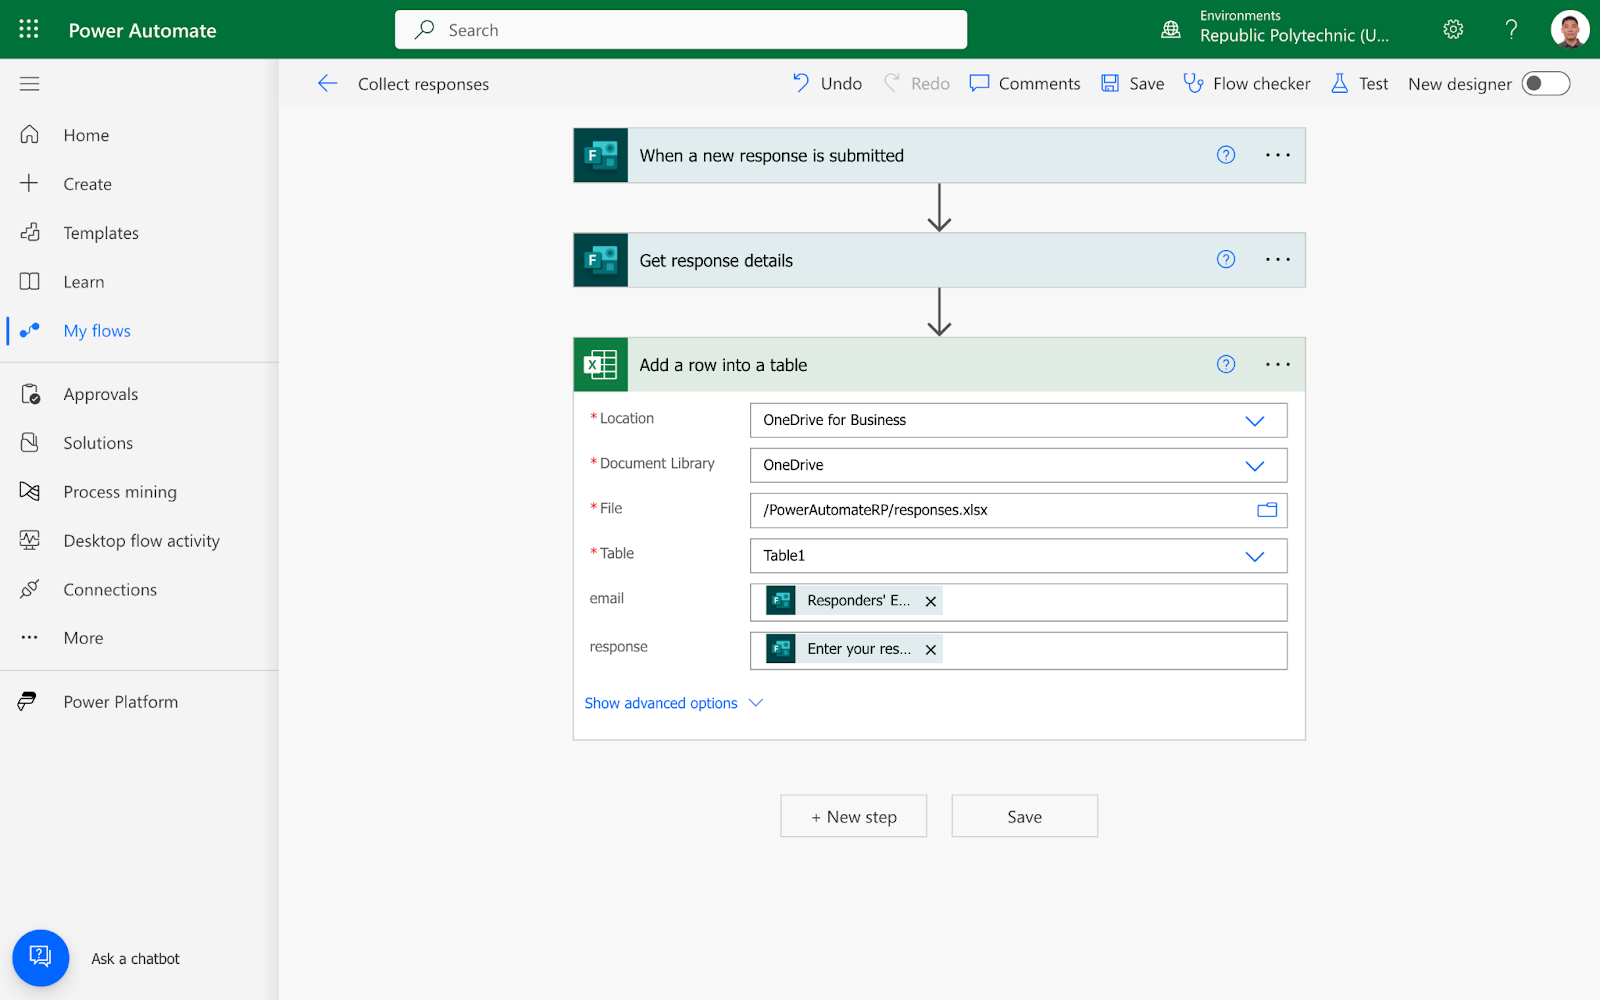 Power Automate
Search
Environments
Republic Polytechnic (U...
?
Collect responses
Undo
Redo
Comments
Save
Flow checker
Test
New designer
Home
Create
Templates
Learn
My flows
Approvals
Solutions
Process mining
Desktop flow activity
Connections
More
Power Platform
Ask a chatbot
F When a new response is submitted ? ...
F Get response details ? ...
X Add a row into a table ? ...
* Location
OneDrive for Business
* Document Library
OneDrive
* File
/PowerAutomateRP/responses.xlsx
* Table
Table1
email
F Responders' E...
response
F Enter your res...
Show advanced options
+ New step
Save